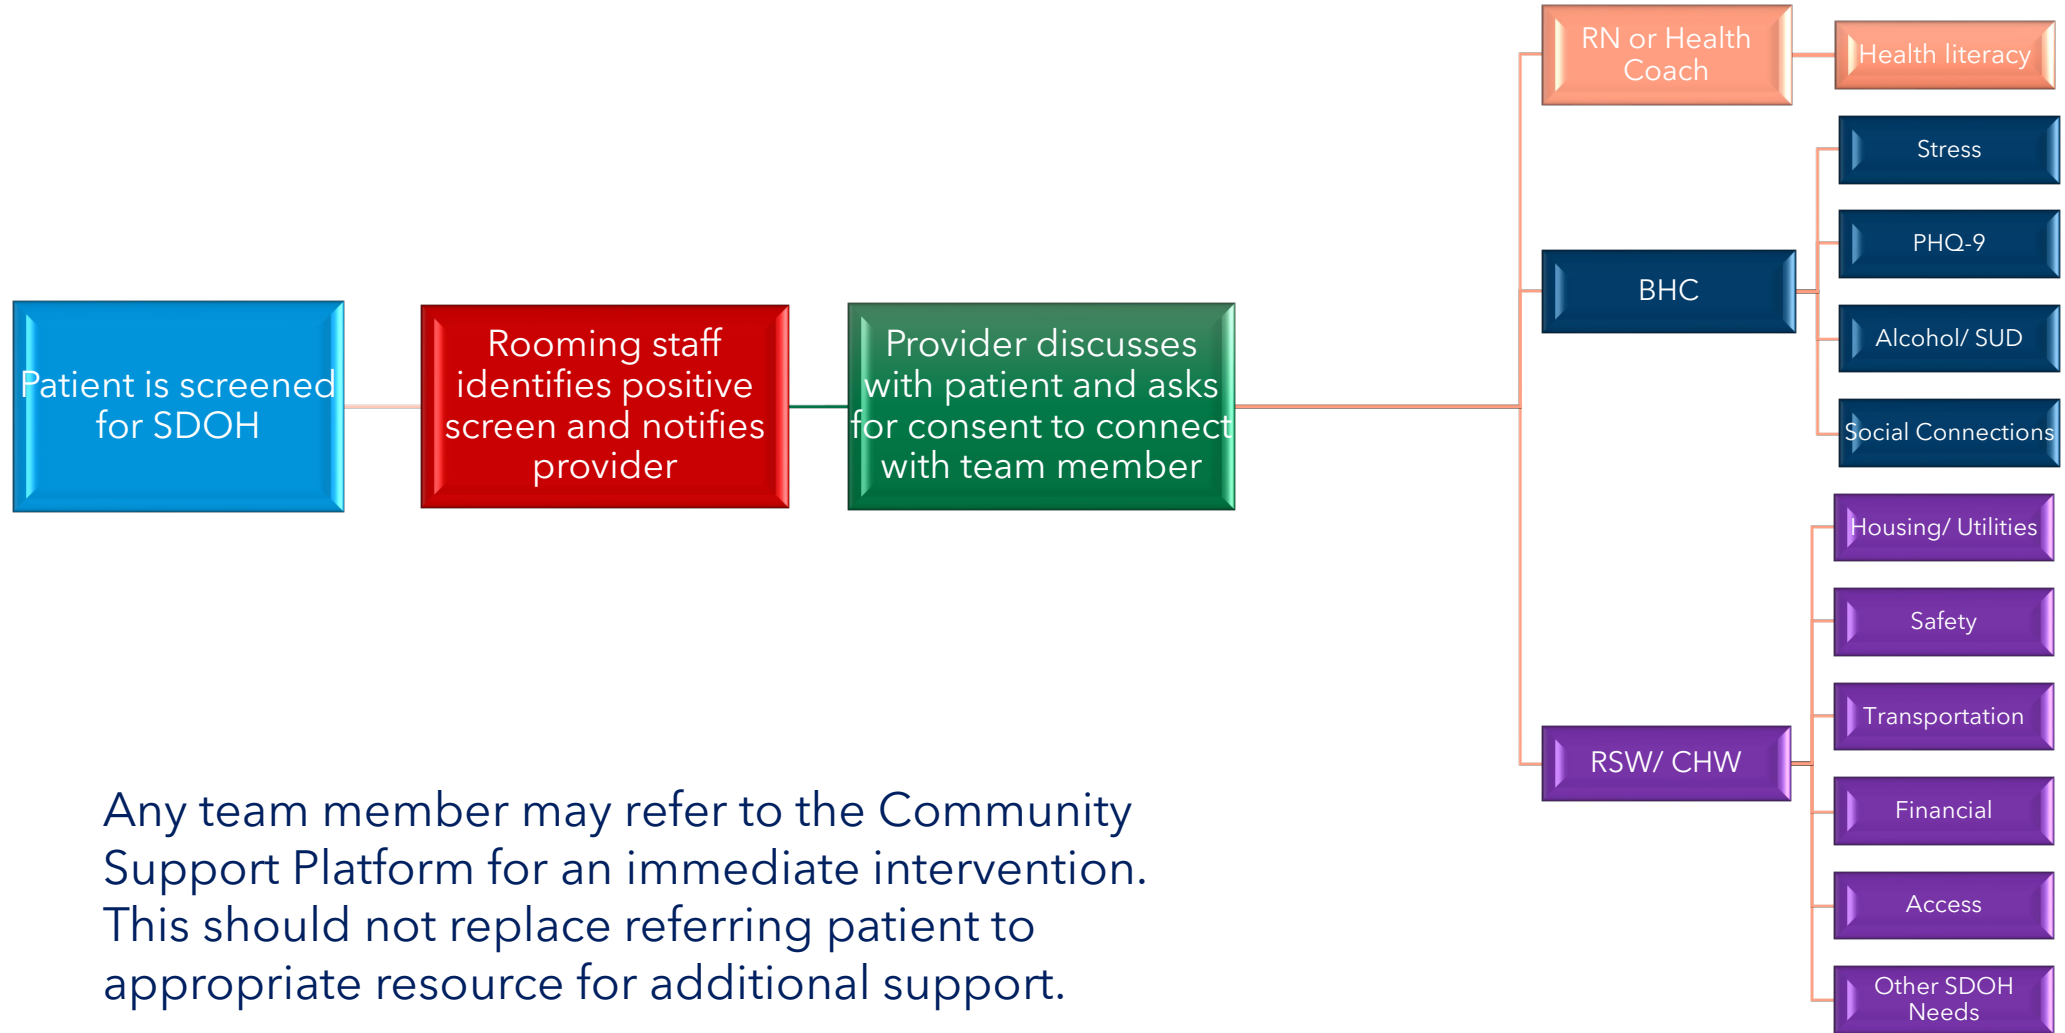 Patient is screened
for SDOH
Rooming staff
identifies positive
screen and notifies
provider
Provider discusses
with patient and asks
for consent to connect
with team member
RN or Health
Coach
Health literacy
BHC
Stress
PHQ-9
Alcohol/ SUD
Social Connections
RSW/ CHW
Housing/ Utilities
Safety
Transportation
Financial
Access
Other SDOH
Needs
Any team member may refer to the Community
Support Platform for an immediate intervention.
This should not replace referring patient to
appropriate resource for additional support.